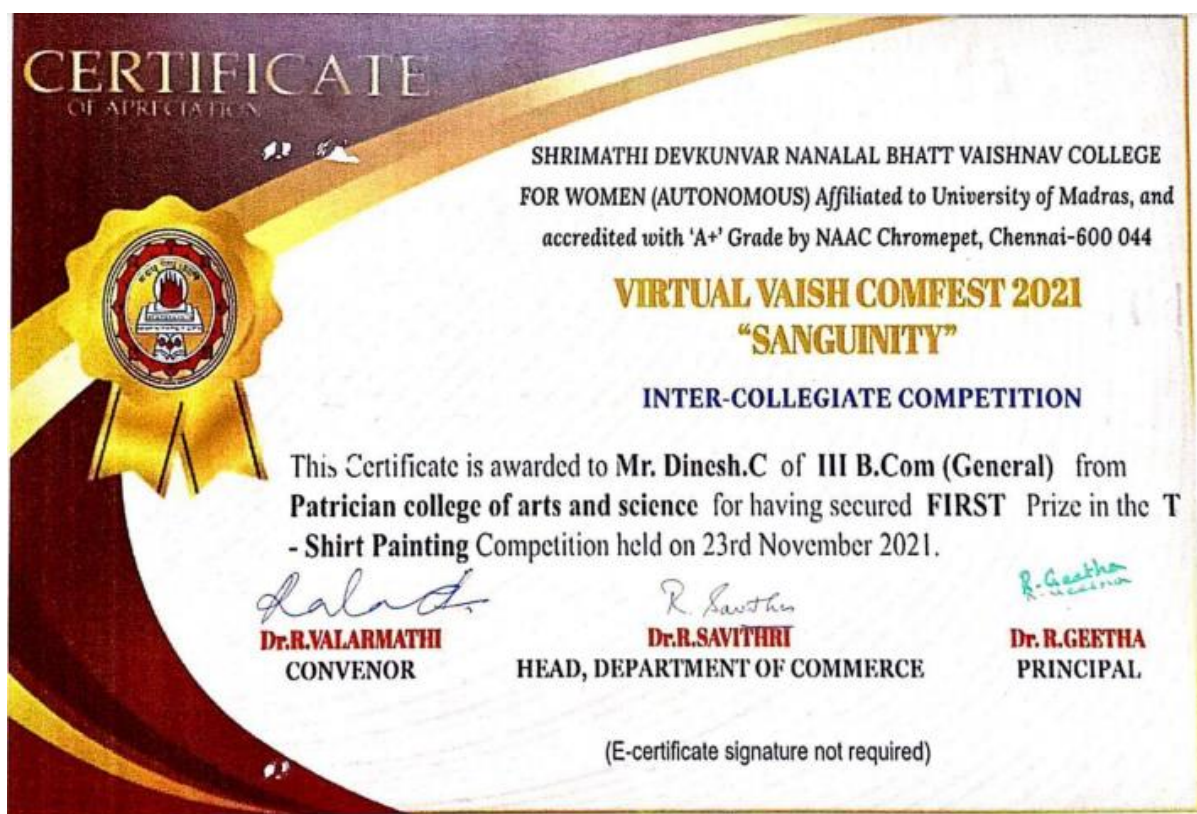 CERTIFICATE
OF APRECIATION
SHRIMATHI DEVKUNVAR NANALAL BHATT VAISHNAV COLLEGE
FOR WOMEN (AUTONOMOUS) Affiliated to University of Madras, and
accredited with ‘A+’ Grade by NAAC Chromepet, Chennai-600 044
VIRTUAL VAISH COMFEST 2021
“SANGUINITY”
INTER-COLLEGIATE COMPETITION
This Certificate is awarded to Mr. Dinesh.C of III B.Com (General) from
Patrician college of arts and science for having secured FIRST Prize in the T
- Shirt Painting Competition held on 23rd November 2021.
R. Savithri
R. Geetha
Dr.R.VALARMATHI
Dr.R.SAVITHRI
Dr. R.GEETHA
CONVENOR
HEAD, DEPARTMENT OF COMMERCE
PRINCIPAL
(E-certificate signature not required)